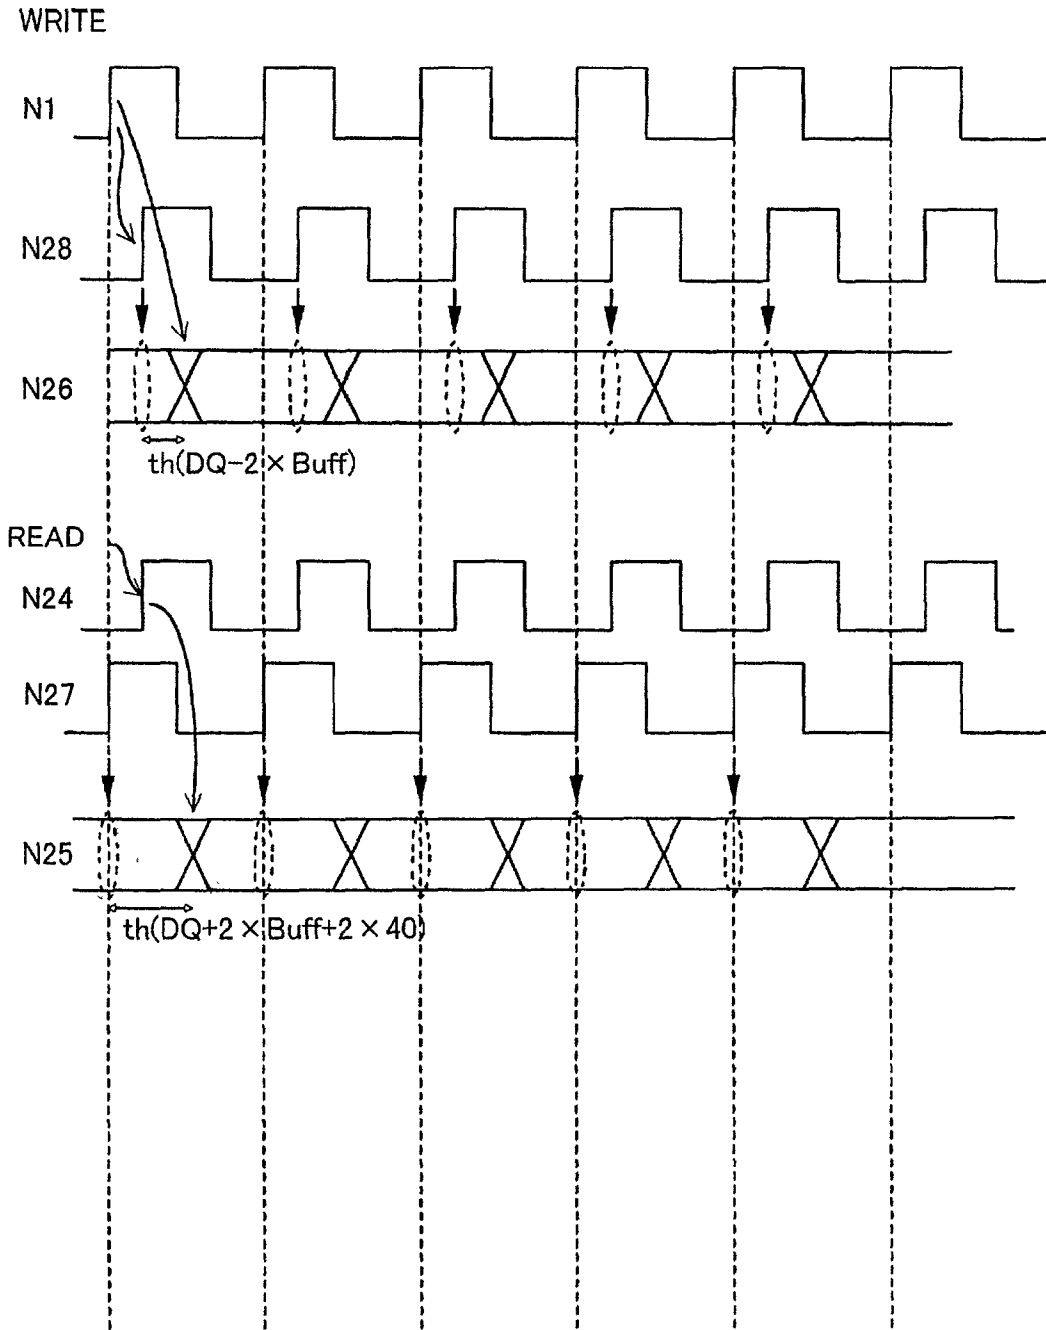 WRITE
N1
N28
N26
th(DQ-2×Buff)
READ
N24
N27
N25
th(DQ+2×Buff+2×40)